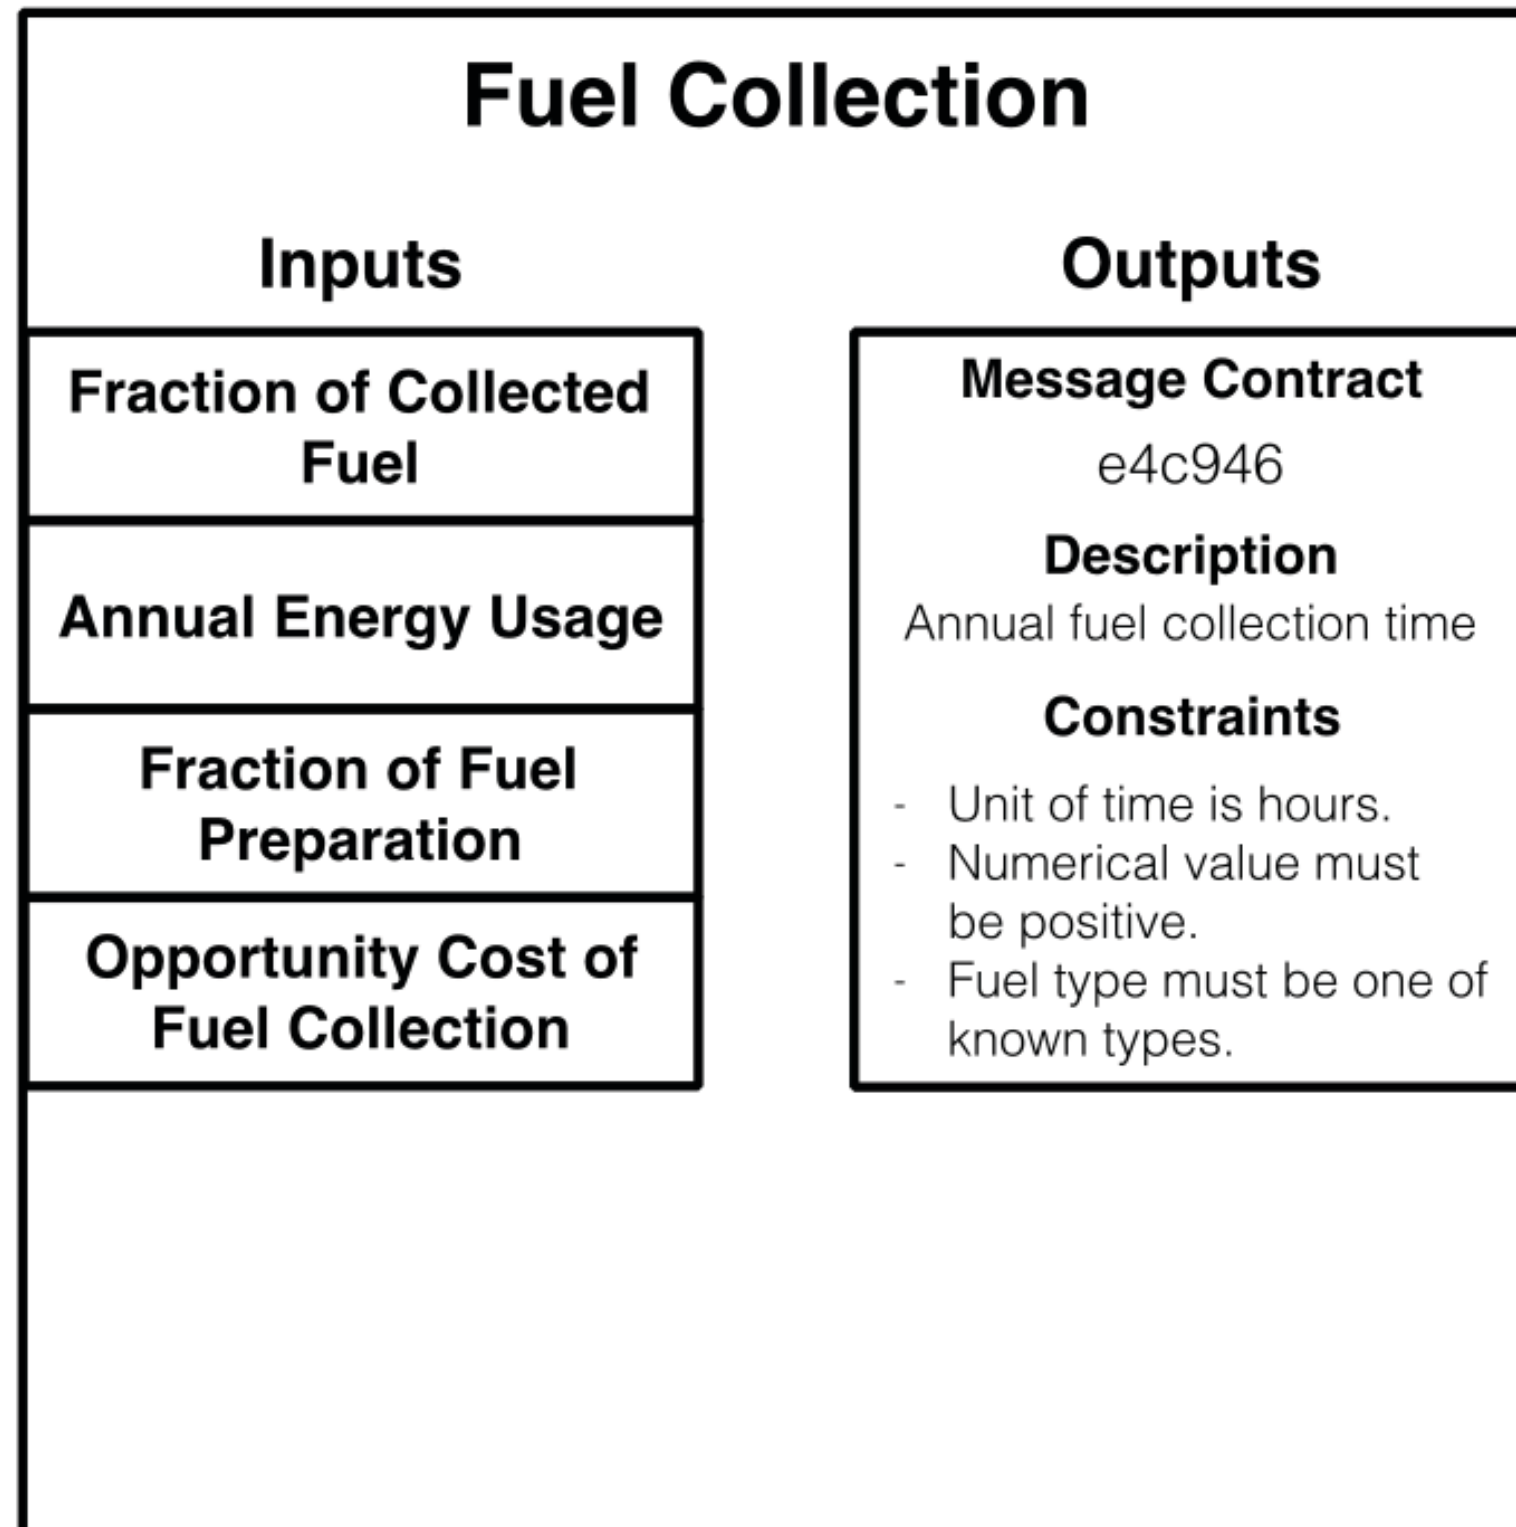 Fuel Collection
Inputs
Fraction of Collected
Fuel
Annual Energy Usage
Fraction of Fuel
Preparation
Opportunity Cost of
Fuel Collection
Outputs
Message Contract
e4c946
Description
Annual fuel collection time
Constraints
- Unit of time is hours.
- Numerical value must
be positive.
- Fuel type must be one of
known types.